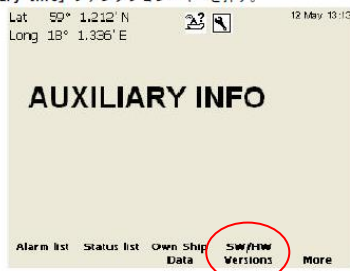 Lat 59° 1.212' N
Long 18° 1.336' E
12 May 13:13
AUXILIARY INFO
Alarm list Status list Own Ship Data SW/HW Versions More